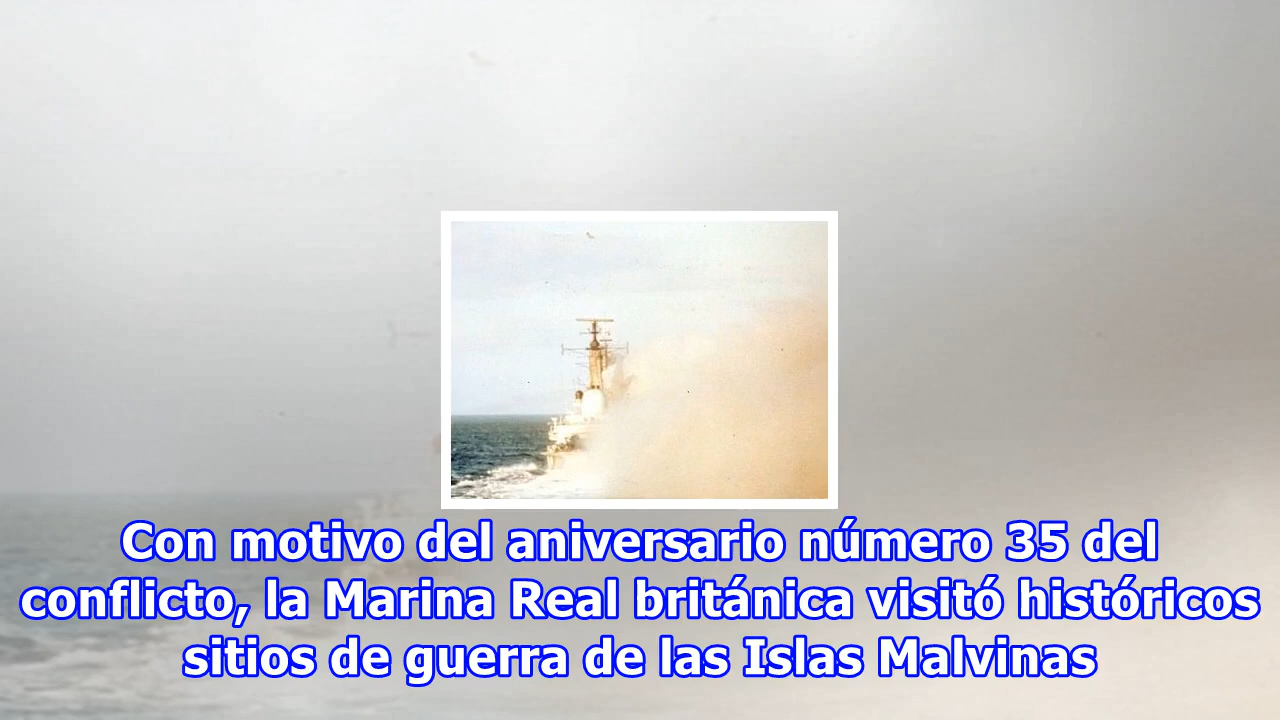 Con motivo del aniversario número 35 del
conflicto, la Marina Real británica visitó históricos
sitios de guerra de las Islas Malvinas